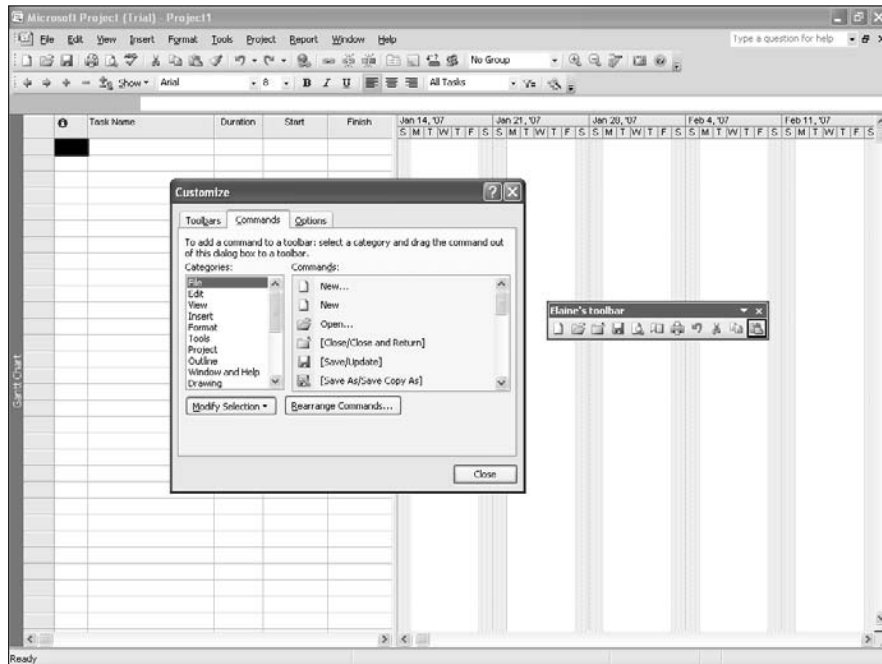 Microsoft Project (Trial) - Project1
File Edit View Insert Format Tools Project Report Window Help
Type a question for help
No Group
Show
Arial
8
B I U
All Tasks
Task Name
Duration
Start
Finish
Jan 14, '07
Jan 21, '07
Jan 28, '07
Feb 4, '07
Feb 11, '07
S M T W T F S S M T W T F S S M T W T F S S M T W T F S S M T W T F S
Customize
Toolbars
Commands
Options
To add a command to a toolbar: select a category and drag the command out
of this dialog box to a toolbar.
Categories:
Commands:
File
Edit
View
Insert
Format
Tools
Project
Outline
Window and Help
Drawing
New...
New
Open...
[Close/Close and Return]
[Save/Update]
[Save As/Save Copy As]
Modify Selection
Rearrange Commands...
Close
Elaine's toolbar
Gantt Chart
Ready